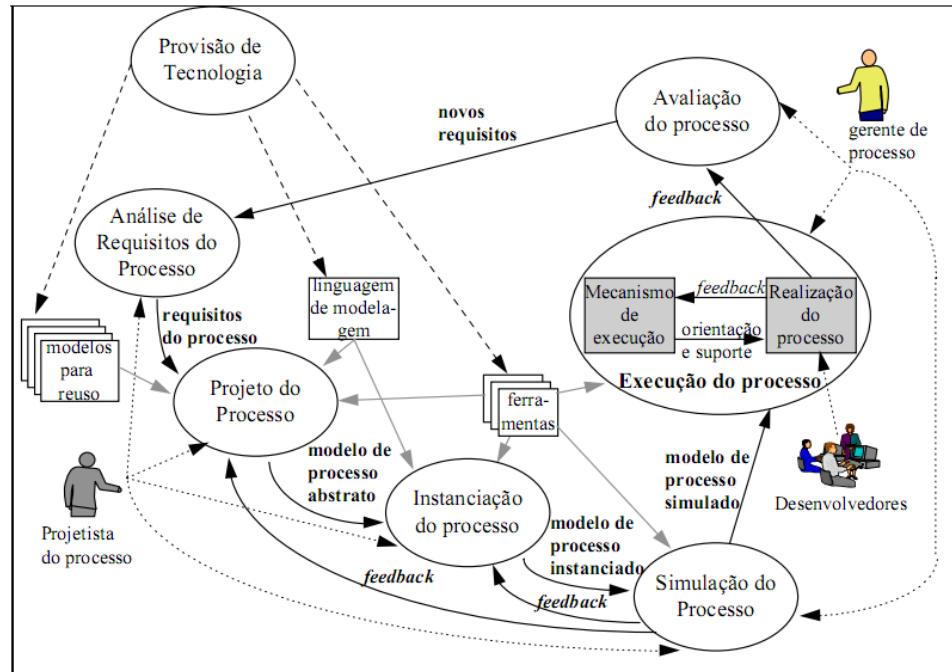 Provisão de
Tecnologia
novos
requisitos
Avaliação
do processo
gerente de
processo
feedback
Análise de
Requisitos do
Processo
linguagem
de modela-
gem
requisitos
do processo
modelos
para
reuso
Projeto do
Processo
Mecanismo
de
execução
feedback
orientação
e suporte
Realização
do
processo
Execução do processo
ferra-
mentas
modelo de
processo
abstrato
Instanciação
do processo
modelo de
processo
simulado
Desenvolvedores
Projetista
do processo
modelo de
processo
instanciado
feedback
feedback
Simulação do
Processo